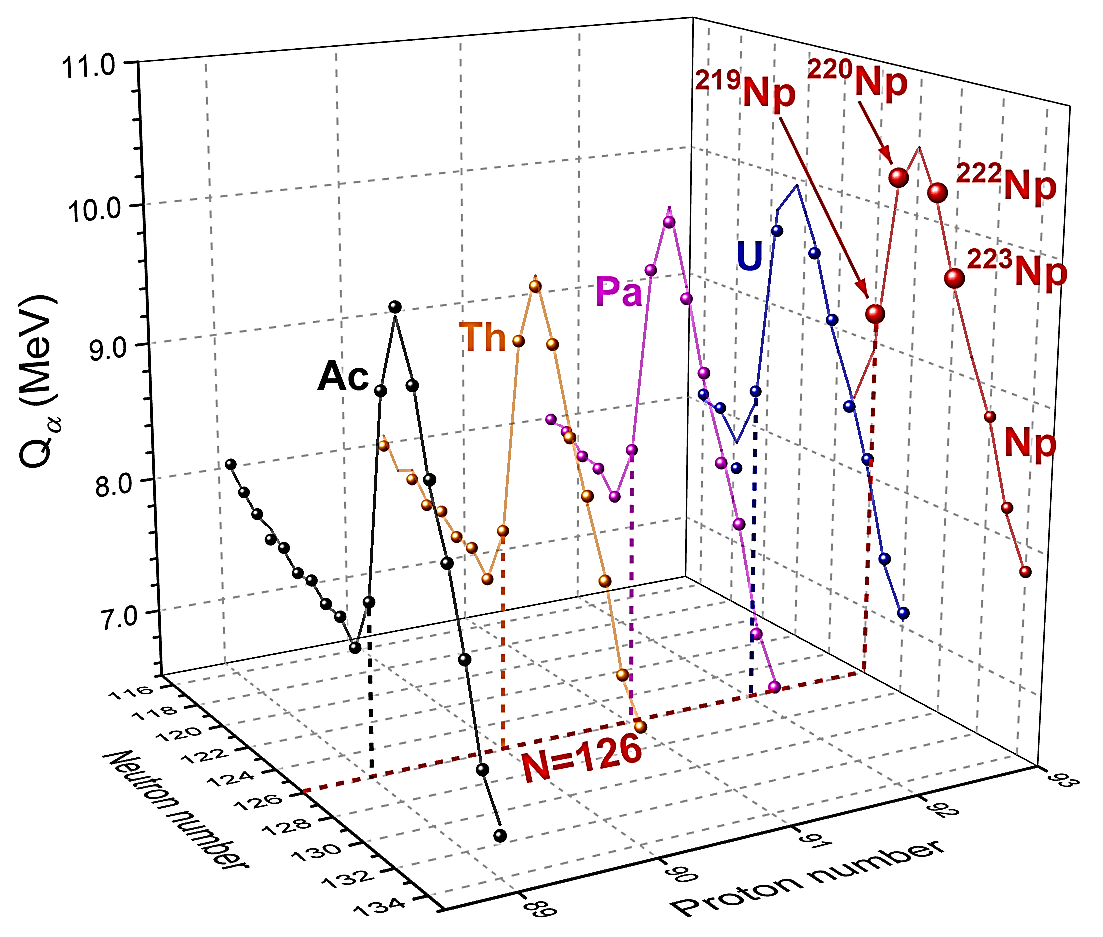 11.0
10.0
9.0
8.0
7.0
Qα (MeV)
219Np
220Np
222Np
223Np
U
Pa
Th
Ac
Np
N=126
116
118
120
122
124
126
128
130
132
134
Neutron number
89
90
91
92
93
Proton number